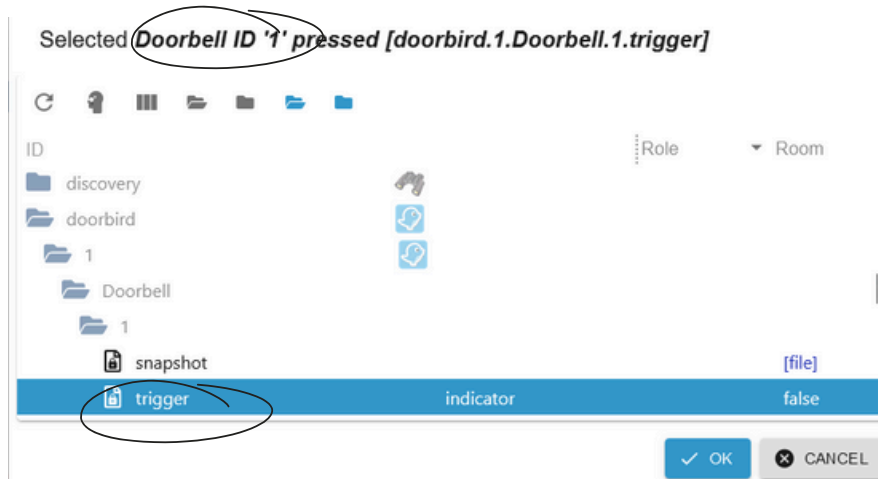 Selected Doorbell ID '1' pressed [doorbird.1.Doorbell.1.trigger]
ID Role Room
discovery
doorbird
1
Doorbell
1
snapshot [file]
trigger indicator false
OK CANCEL